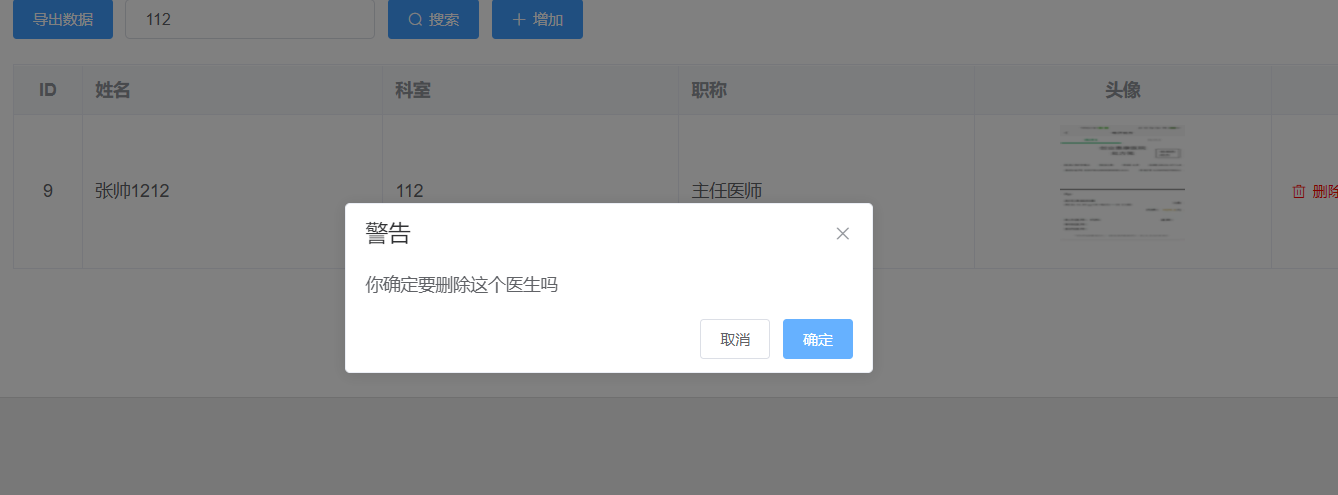 导出数据 112 搜索 增加
ID 姓名 科室 职称 头像
9 张帅1212 112 主任医师 删除
警告
你确定要删除这个医生吗
取消 确定